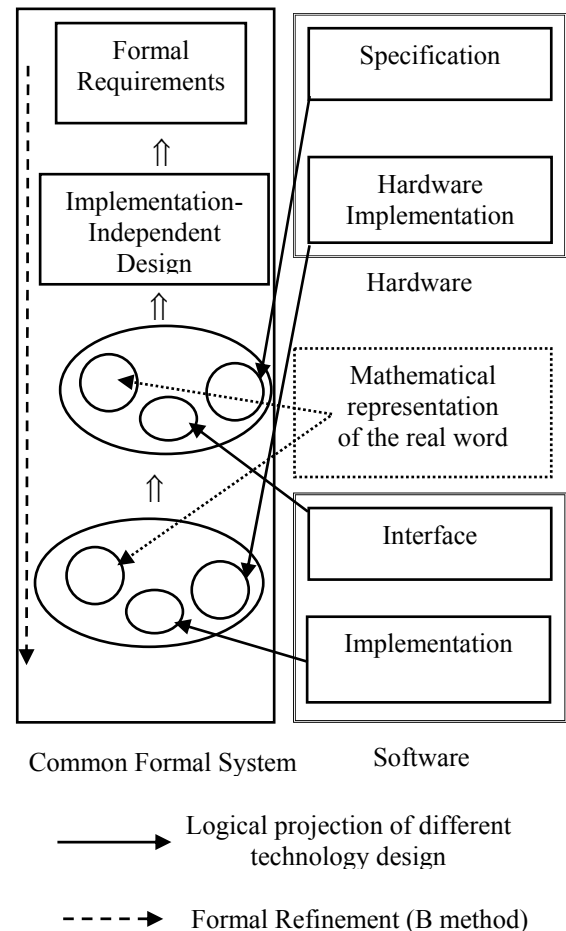 Formal
Requirements
⇑
Implementation-
Independent
Design
⇑
⇑
Specification
Hardware
Implementation
Hardware
Mathematical
representation
of the real word
Interface
Implementation
Common Formal System
Software
Logical projection of different
technology design
Formal Refinement (B method)